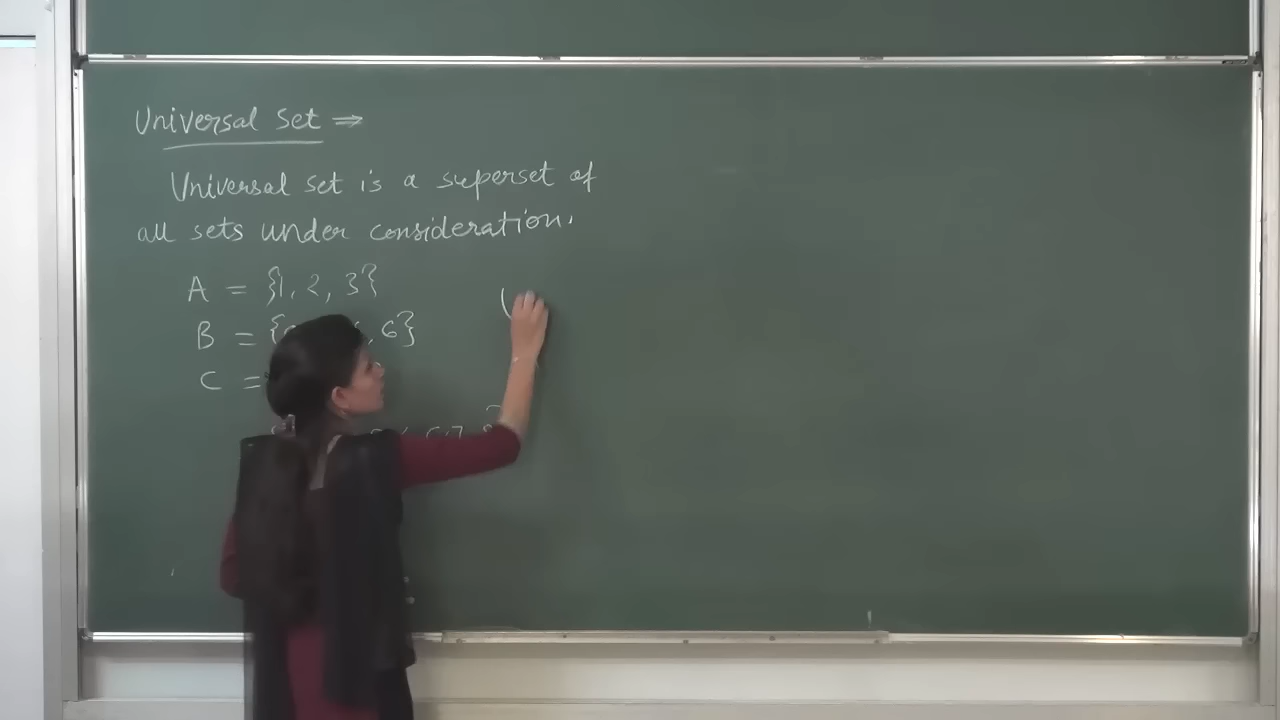 Universal Set ⇒
Universal set is a superset of
all sets under consideration.
A = {1, 2, 3}
B = { , 6}
C =